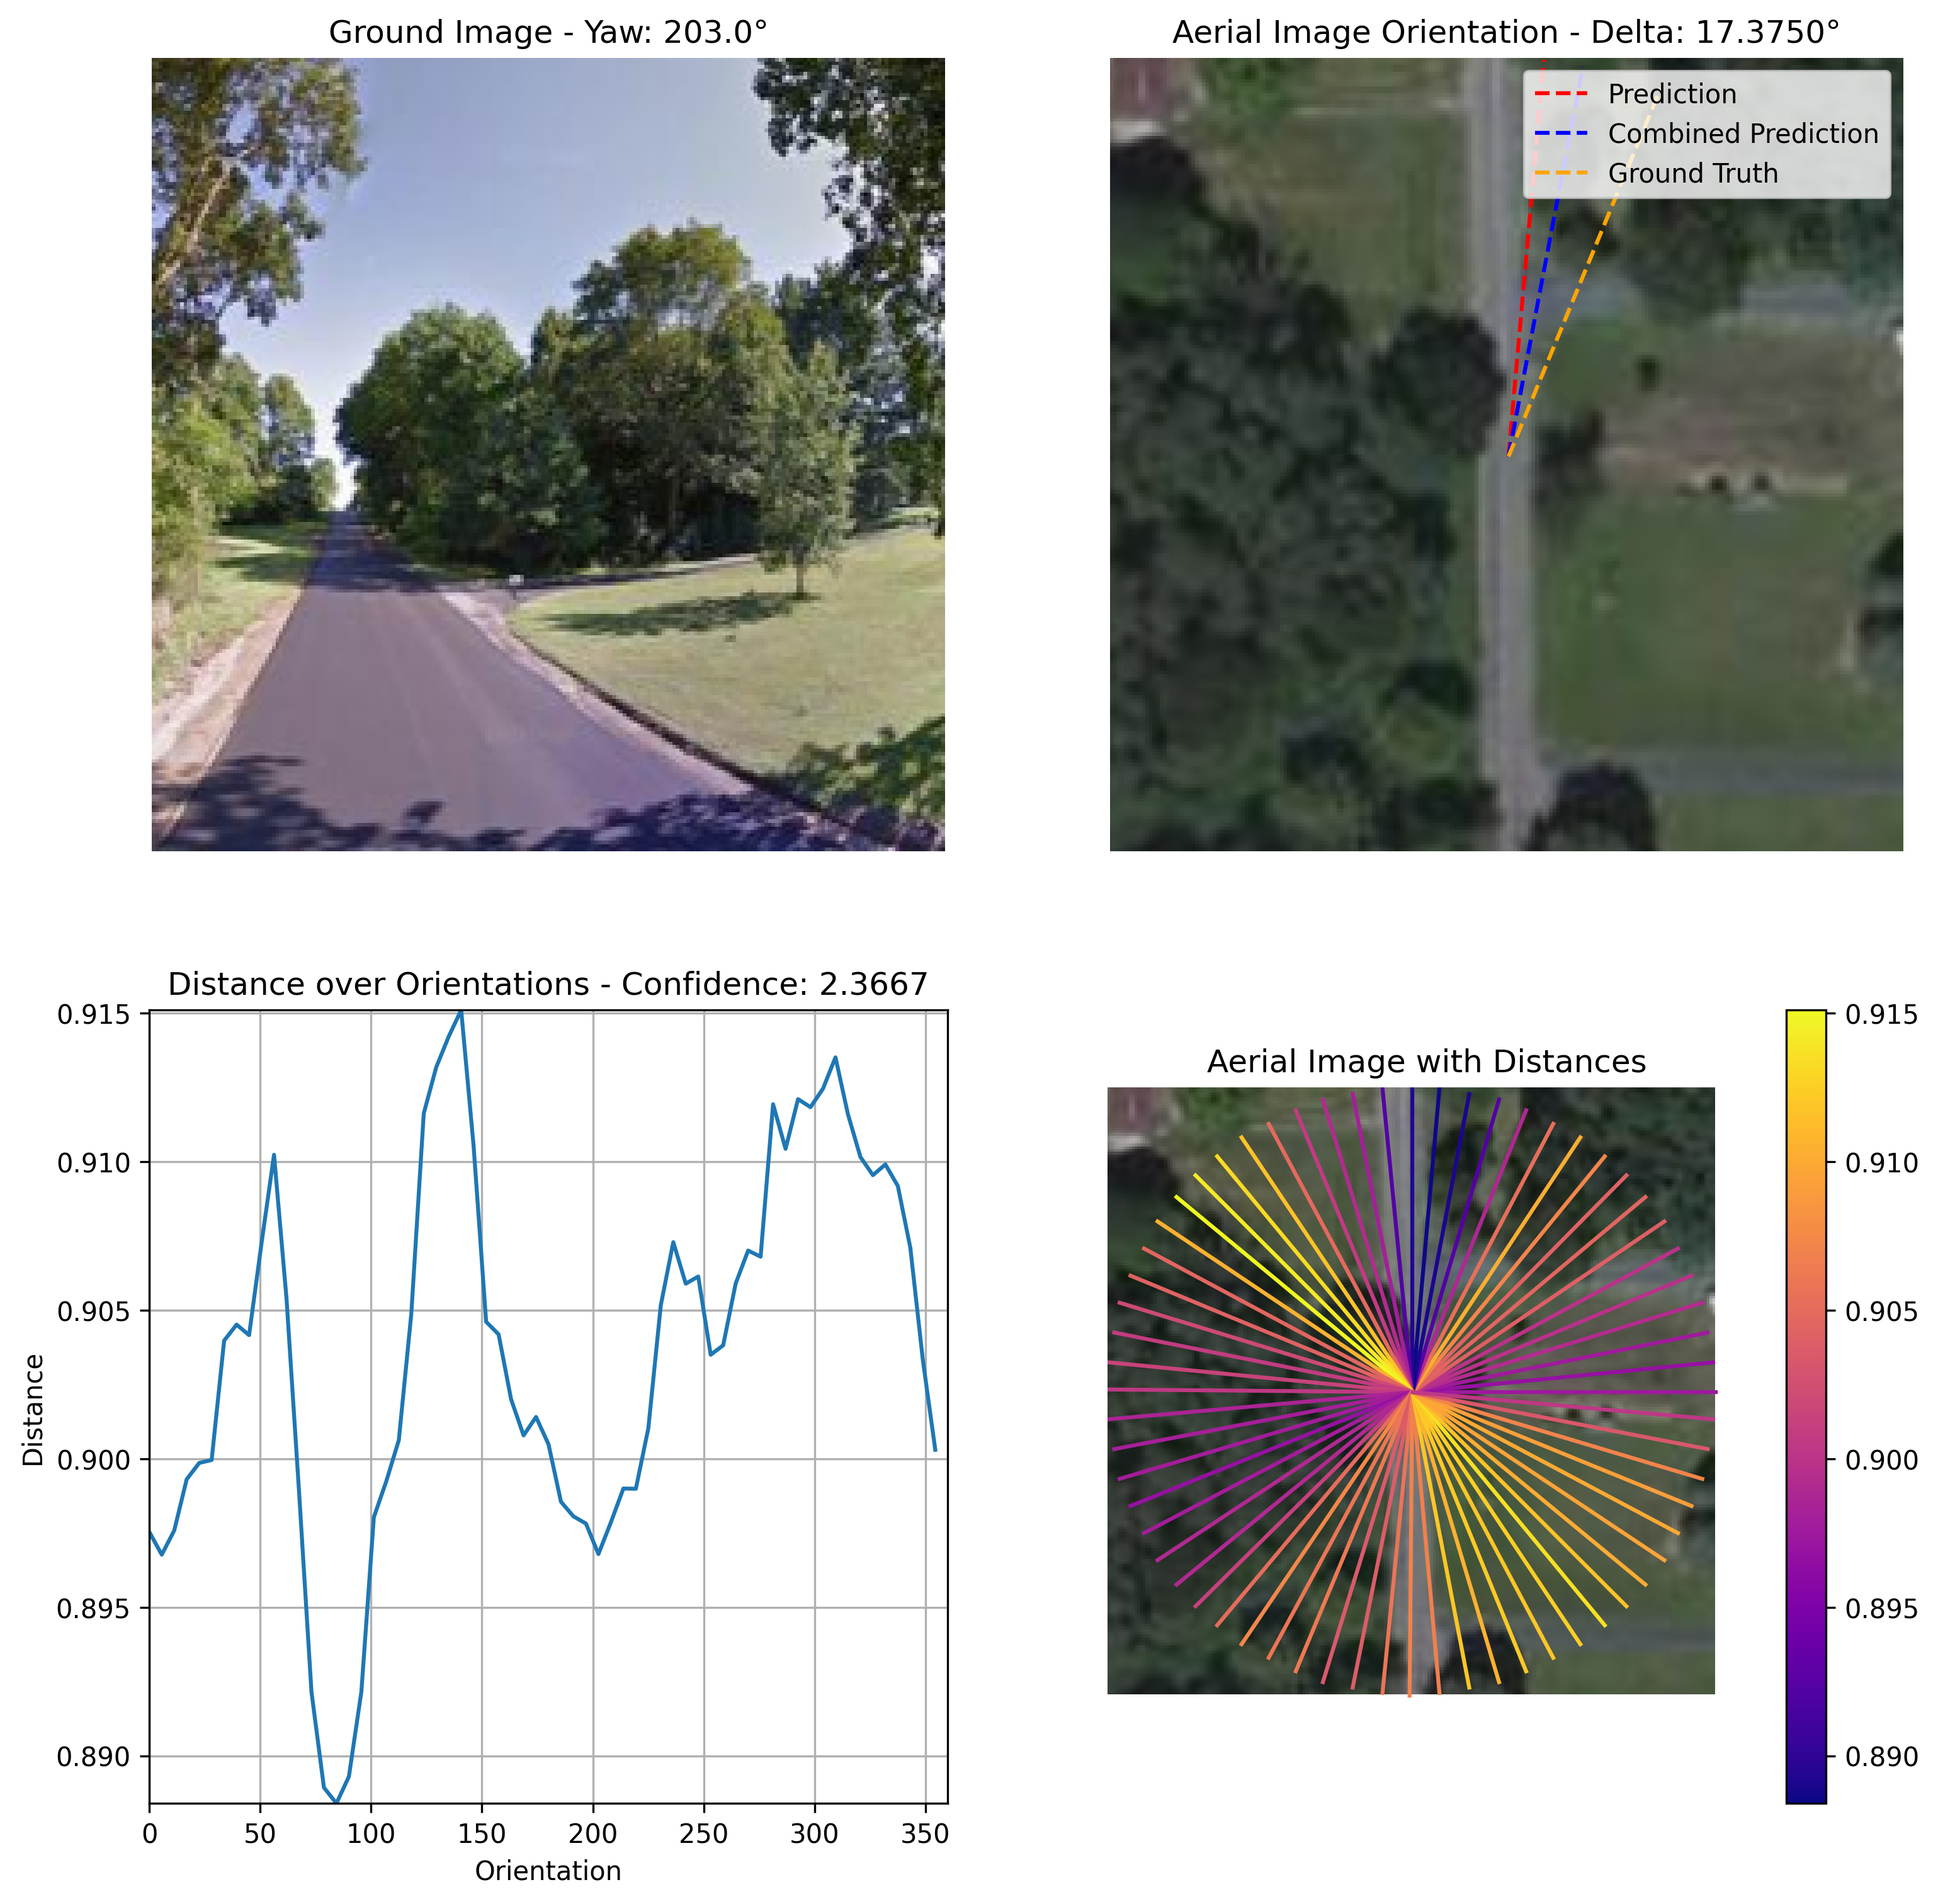 Ground Image - Yaw: 203.0°
Aerial Image Orientation - Delta: 17.3750°
Prediction
Combined Prediction
Ground Truth
Distance over Orientations - Confidence: 2.3667
0.915
0.910
0.905
0.900
0.895
0.890
Distance
0
50
100
150
200
250
300
350
Orientation
Aerial Image with Distances
0.915
0.910
0.905
0.900
0.895
0.890